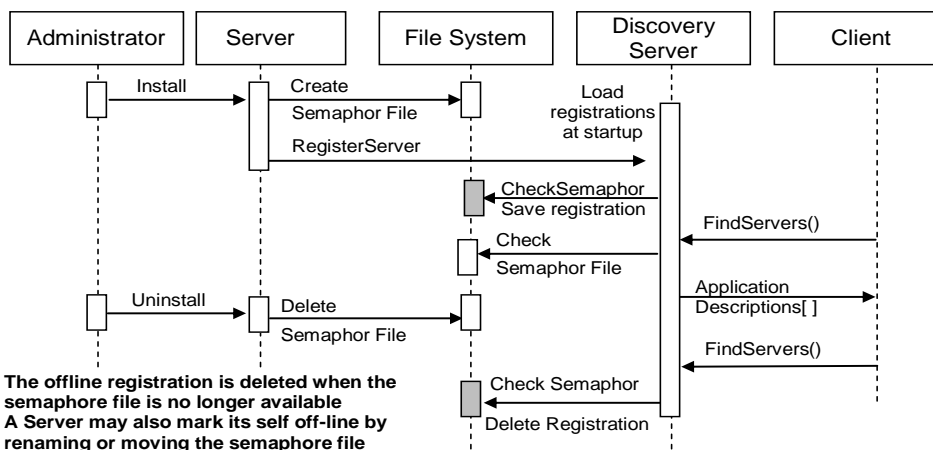 Administrator
Server
File System
Discovery
Server
Client
Install
Create
Semaphor File
Load
registrations
at startup
RegisterServer
CheckSemaphor
Save registration
FindServers()
Check
Semaphor File
Application
Descriptions[ ]
Uninstall
Delete
Semaphor File
FindServers()
The offline registration is deleted when the
semaphore file is no longer available
A Server may also mark its self off-line by
renaming or moving the semaphore file
Check Semaphor
Delete Registration